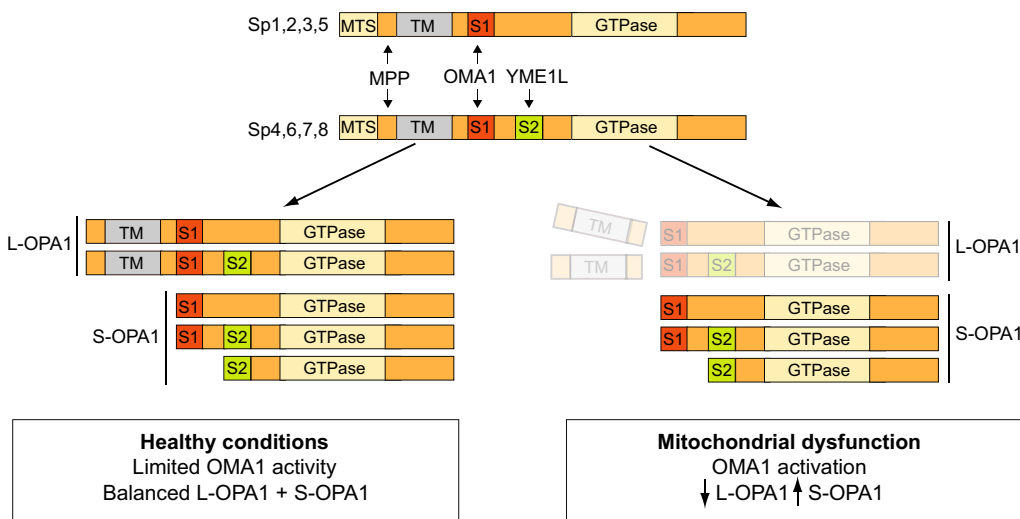 Sp1,2,3,5 MTS TM S1 GTPase
MPP OMA1 YME1L
Sp4,6,7,8 MTS TM S1 S2 GTPase
L-OPA1
TM S1 GTPase
TM S1 S2 GTPase
S-OPA1
S1 GTPase
S1 S2 GTPase
S2 GTPase
TM S1 GTPase
TM S1 S2 GTPase
L-OPA1
S1 GTPase
S1 S2 GTPase
S2 GTPase
S-OPA1
Healthy conditions
Limited OMA1 activity
Balanced L-OPA1 + S-OPA1
Mitochondrial dysfunction
OMA1 activation
↓ L-OPA1 ↑ S-OPA1